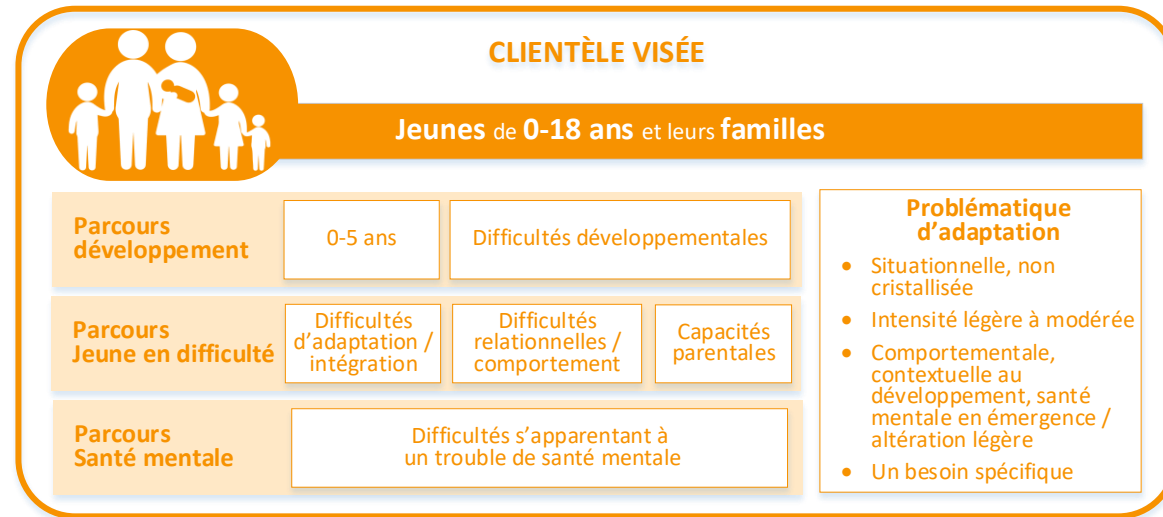 CLIENTÈLE VISÉE
Jeunes de 0-18 ans et leurs familles
Parcours
développement
0-5 ans
Difficultés développementales
Parcours
Jeune en difficulté
Difficultés
d’adaptation /
intégration
Difficultés
relationnelles /
comportement
Capacités
parentales
Parcours
Santé mentale
Difficultés s’apparentant à
un trouble de santé mentale
Problématique
d’adaptation
• Situationnelle, non
cristallisée
• Intensité légère à modérée
• Comportementale,
contextuelle au
développement, santé
mentale en émergence /
altération légère
• Un besoin spécifique